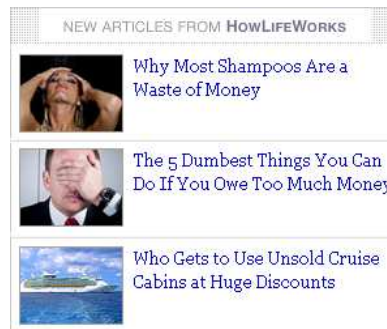 NEW ARTICLES FROM HOWLIFEWORKS
Why Most Shampoos Are a
Waste of Money
The 5 Dumbest Things You Can
Do If You Owe Too Much Money
Who Gets to Use Unsold Cruise
Cabins at Huge Discounts